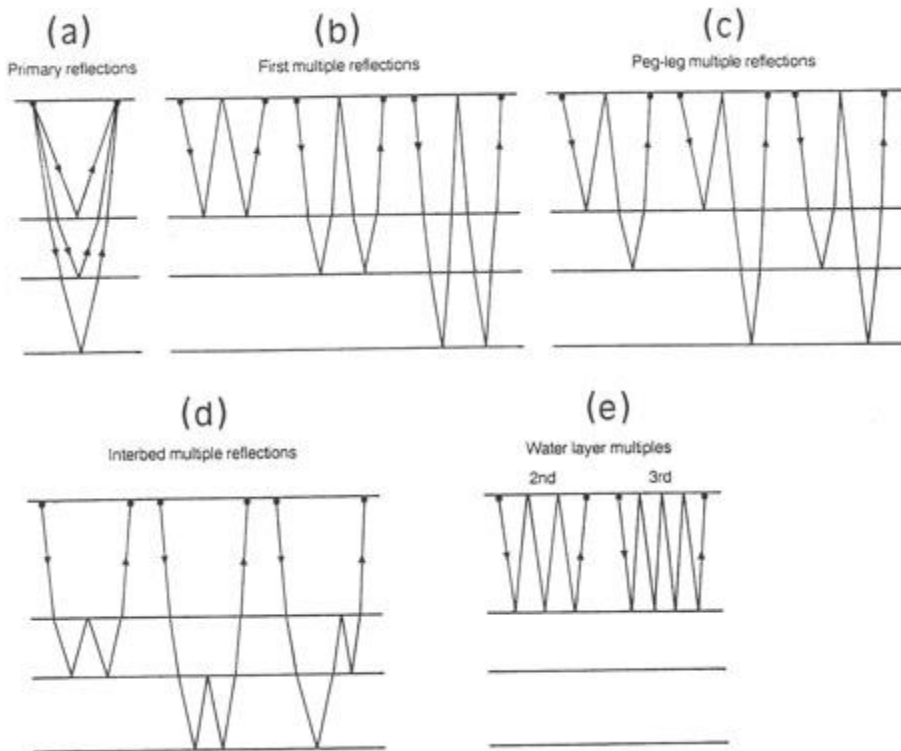 (a)
Primary reflections
(b)
First multiple reflections
(c)
Peg-leg multiple reflections
(d)
Interbed multiple reflections
(e)
Water layer multiples
2nd 3rd